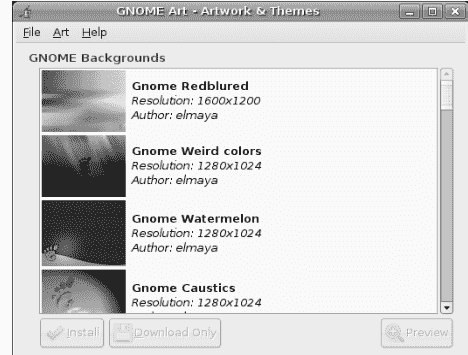 GNOME Art - Artwork & Themes
File Art Help
GNOME Backgrounds
Gnome Redblured
Resolution: 1600x1200
Author: elmaya
Gnome Weird colors
Resolution: 1280x1024
Author: elmaya
Gnome Watermelon
Resolution: 1280x1024
Author: elmaya
Gnome Caustics
Resolution: 1280x1024
Install Download Only Preview